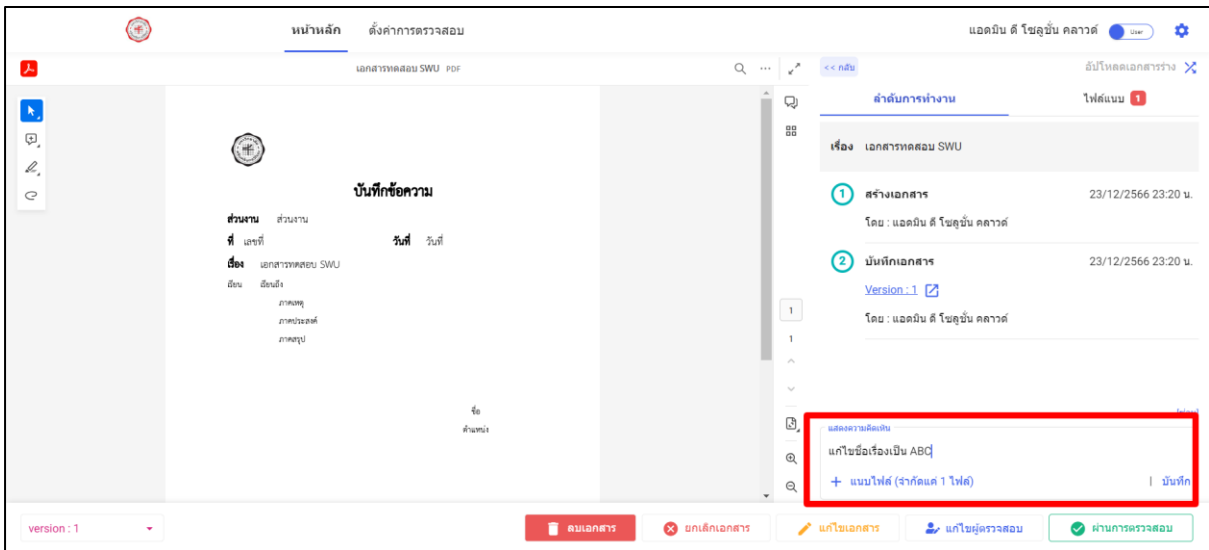 หน้าหลัก ตั้งค่าการตรวจสอบ แอดมิน ดี โซลูชั่น คลาวด์ User
เอกสารทดสอบ SWU PDF
<< กลับ อัปโหลดเอกสารร่าง
ลำดับการทำงาน ไฟล์แนบ 1
เรื่อง เอกสารทดสอบ SWU
1 สร้างเอกสาร 23/12/2566 23:20 น.
โดย : แอดมิน ดี โซลูชั่น คลาวด์
2 บันทึกเอกสาร 23/12/2566 23:20 น.
Version : 1
โดย : แอดมิน ดี โซลูชั่น คลาวด์
บันทึกข้อความ
ส่วนงาน ส่วนงาน
ที่ เลขที่ วันที่ วันที่
เรื่อง เอกสารทดสอบ SWU
เรียน เรียนถึง
ภาคเหตุ
ภาคประสงค์
ภาคสรุป
ชื่อ
ตำแหน่ง
1
1
แสดงความคิดเห็น
แก้ไขชื่อเรื่องเป็น ABC
+ แนบไฟล์ (จำกัดแค่ 1 ไฟล์) | บันทึก
version : 1 ลบเอกสาร ยกเลิกเอกสาร แก้ไขเอกสาร แก้ไขผู้ตรวจสอบ ผ่านการตรวจสอบ